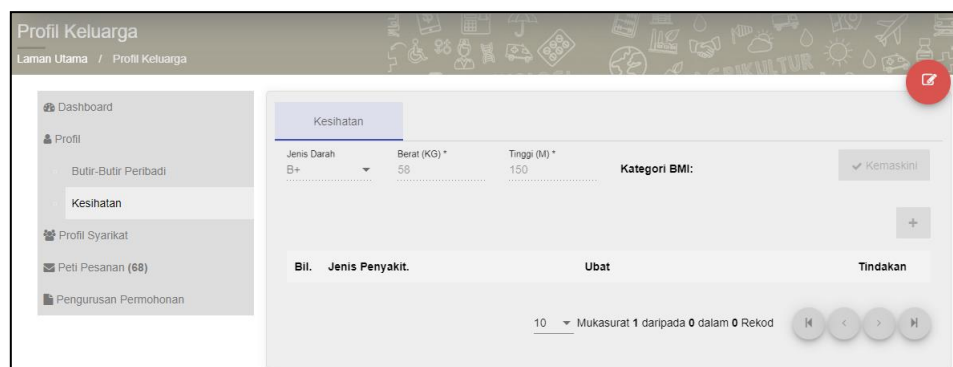 Profil Keluarga
Laman Utama / Profil Keluarga
AGRIKULTUR
Dashboard
Profil
Butir-Butir Peribadi
Kesihatan
Profil Syarikat
Peti Pesanan (68)
Pengurusan Permohonan
Kesihatan
Jenis Darah Berat (KG) * Tinggi (M) *
B+ 58 150 Kategori BMI: Kemaskini
+
Bil. Jenis Penyakit. Ubat Tindakan
10 Mukasurat 1 daripada 0 dalam 0 Rekod